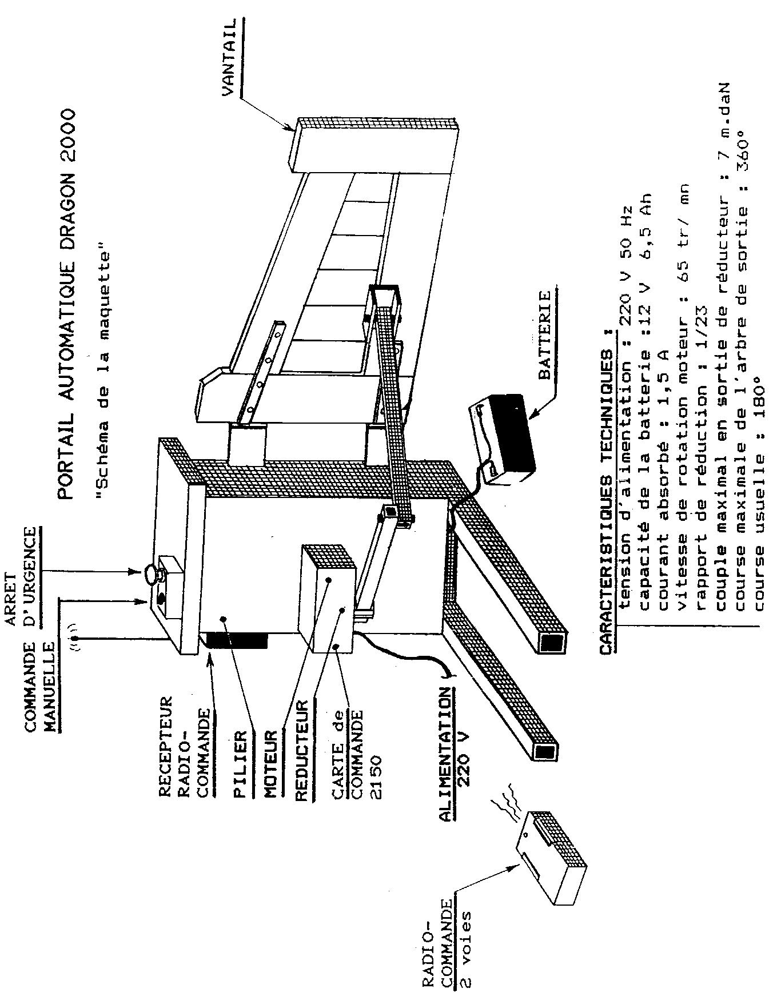 PORTAIL AUTOMATIQUE DRAGON 2000
"Schéma de la maquette"
ARRET
D'URGENCE
COMMANDE
MANUELLE
VANTAIL
RECEPTEUR
RADIO-
COMMANDE
PILIER
MOTEUR
REDUCTEUR
CARTE de
COMMANDE
2150
ALIMENTATION
220 V
BATTERIE
RADIO-
COMMANDE
2 voies
CARACTERISTIQUES TECHNIQUES :
tension d'alimentation : 220 V 50 Hz
capacité de la batterie :12 V 6,5 Ah
courant absorbé : 1,5 A
vitesse de rotation moteur : 65 tr/ mn
rapport de réduction : 1/23
couple maximal en sortie de réducteur : 7 m.daN
course maximale de l'arbre de sortie : 360°
course usuelle : 180°